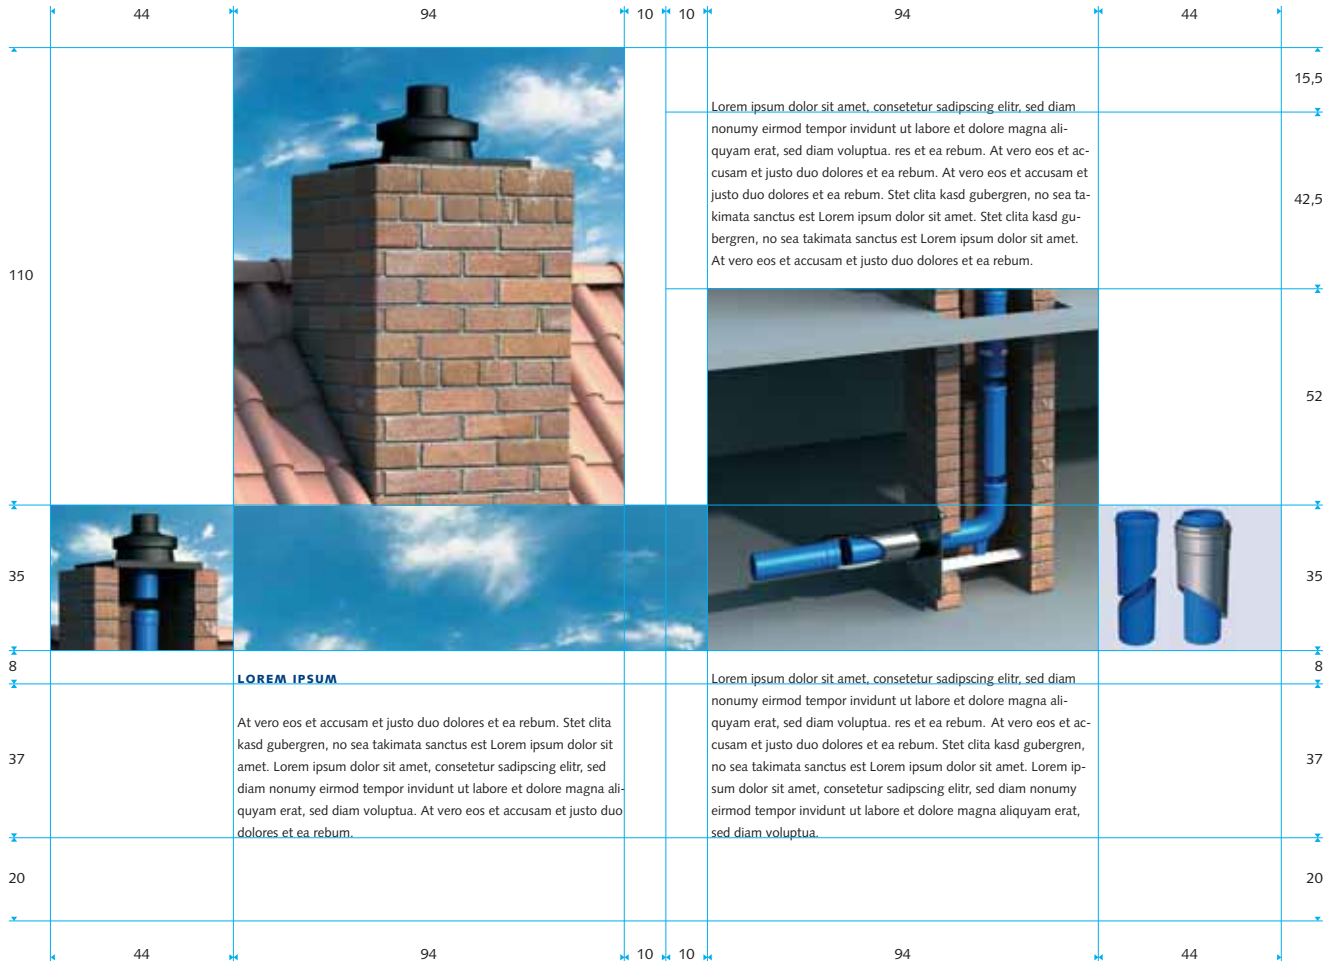 44 94 10 10 94 44
110
35
8
37
20
LOREM IPSUM
At vero eos et accusam et justo duo dolores et ea rebum. Stet clita
kasd gubergren, no sea takimata sanctus est Lorem ipsum dolor sit
amet. Lorem ipsum dolor sit amet, consetetur sadipscing elitr, sed
diam nonumy eirmod tempor invidunt ut labore et dolore magna ali-
quyam erat, sed diam voluptua. At vero eos et accusam et justo duo
dolores et ea rebum.
Lorem ipsum dolor sit amet, consetetur sadipscing elitr, sed diam
nonumy eirmod tempor invidunt ut labore et dolore magna ali-
quyam erat, sed diam voluptua. res et ea rebum. At vero eos et ac-
cusam et justo duo dolores et ea rebum. At vero eos et accusam et
justo duo dolores et ea rebum. Stet clita kasd gubergren, no sea ta-
kimata sanctus est Lorem ipsum dolor sit amet. Stet clita kasd gu-
bergren, no sea takimata sanctus est Lorem ipsum dolor sit amet.
At vero eos et accusam et justo duo dolores et ea rebum.
Lorem ipsum dolor sit amet, consetetur sadipscing elitr, sed diam
nonumy eirmod tempor invidunt ut labore et dolore magna ali-
quyam erat, sed diam voluptua. res et ea rebum. At vero eos et ac-
cusam et justo duo dolores et ea rebum. Stet clita kasd gubergren,
no sea takimata sanctus est Lorem ipsum dolor sit amet. Lorem ip-
sum dolor sit amet, consetetur sadipscing elitr, sed diam nonumy
eirmod tempor invidunt ut labore et dolore magna aliquyam erat,
sed diam voluptua.
15,5
42,5
52
35
8
37
20
44 94 10 10 94 44